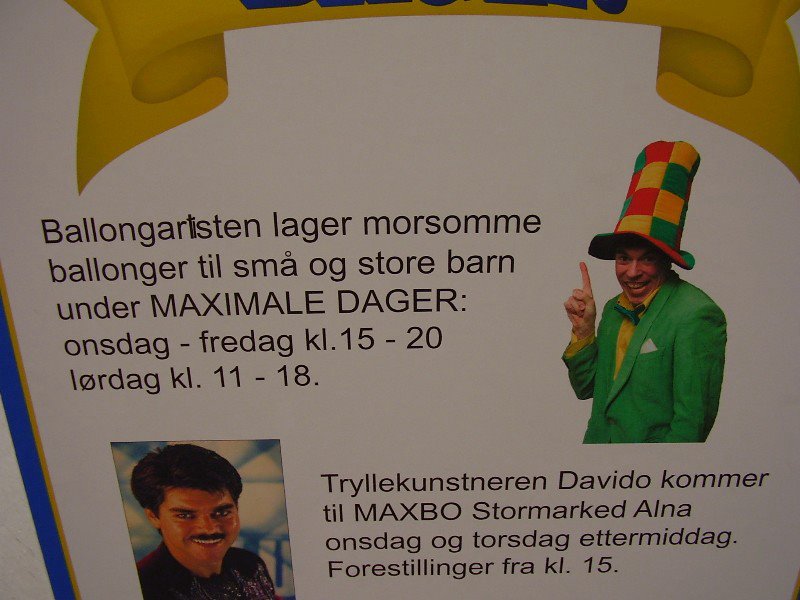 Ballongartisten lager morsomme
ballonger til små og store barn
under MAXIMALE DAGER:
onsdag - fredag kl.15 - 20
lørdag kl. 11 - 18.
Tryllekunstneren Davido kommer
til MAXBO Stormarked Alna
onsdag og torsdag ettermiddag.
Forestillinger fra kl. 15.